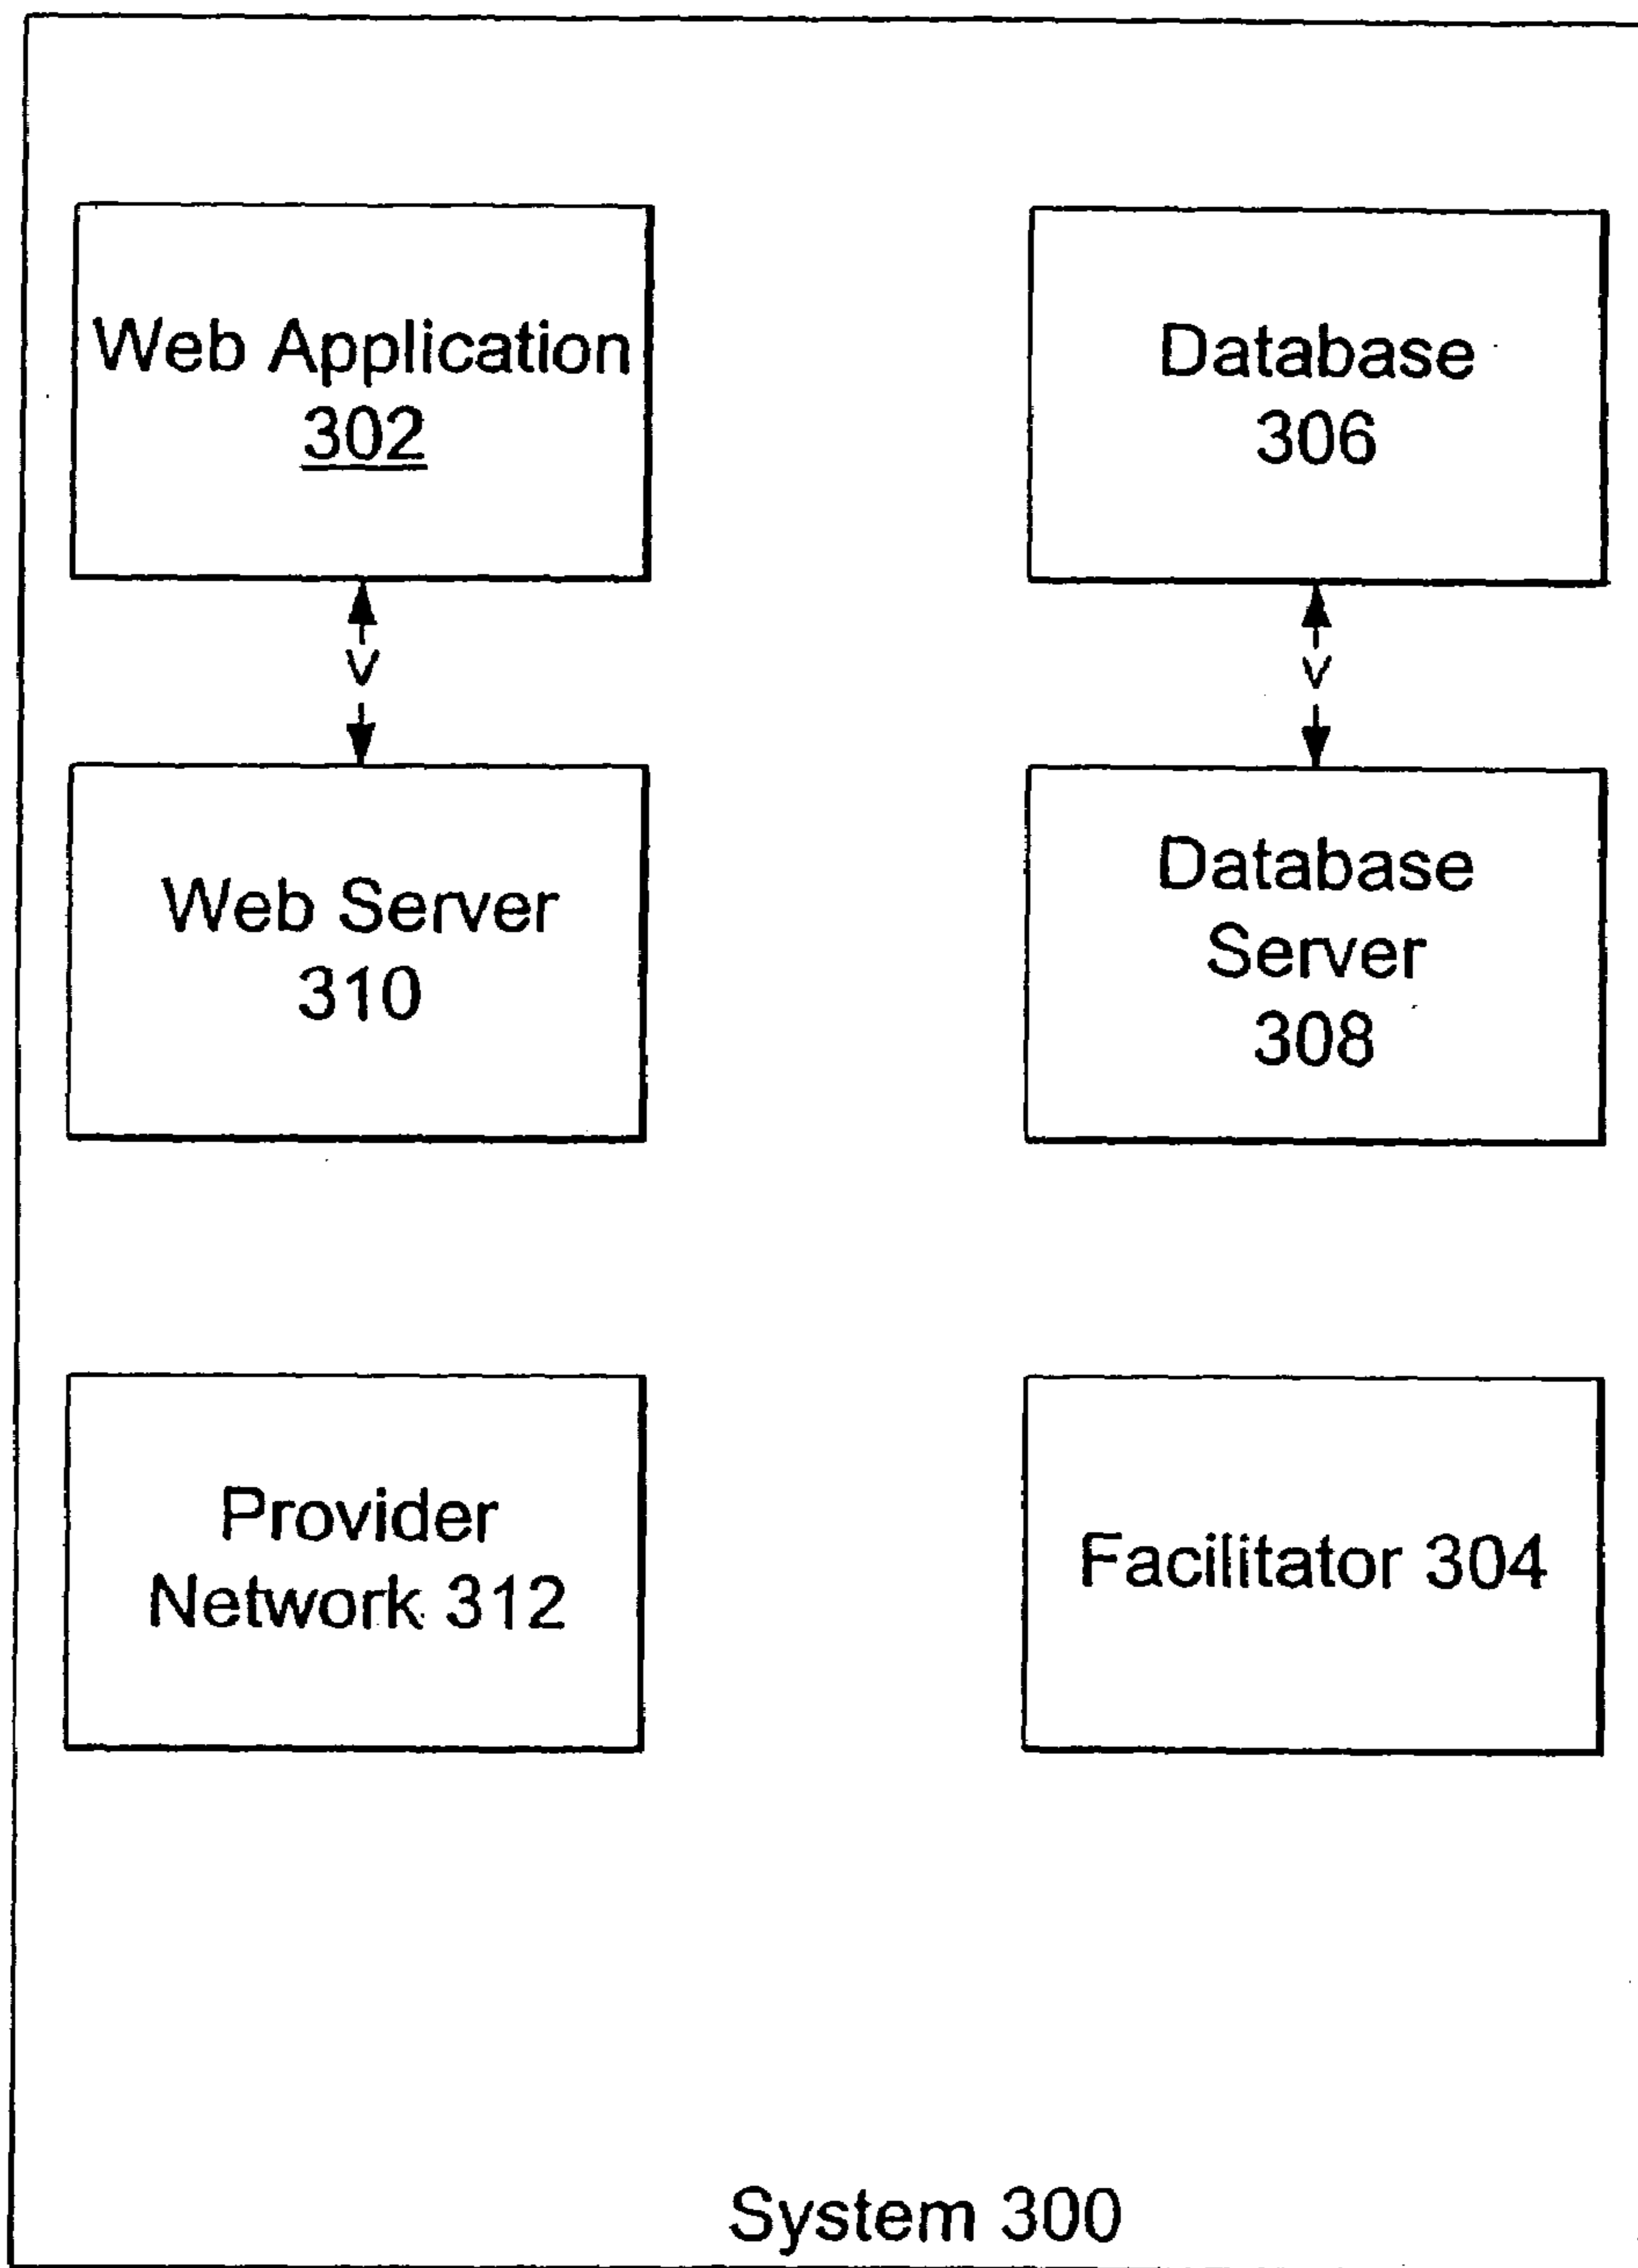 Web Application
302
Database
306
V
V
Web Server
310
Database
Server
308
Provider
Network 312
Facilitator 304
System 300